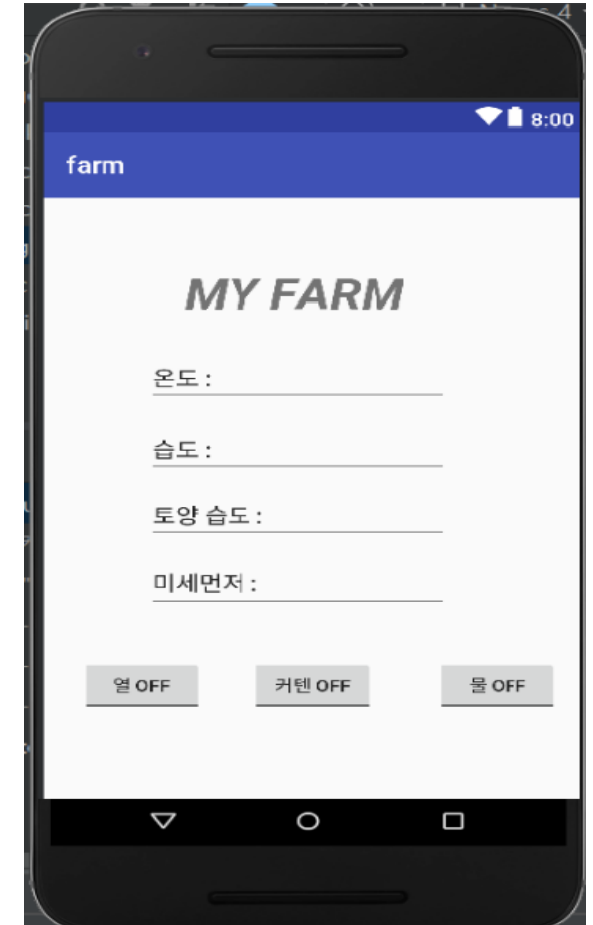 8:00
farm
MY FARM
온도 :
습도 :
토양 습도 :
미세먼저 :
열 OFF 커텐 OFF 물 OFF